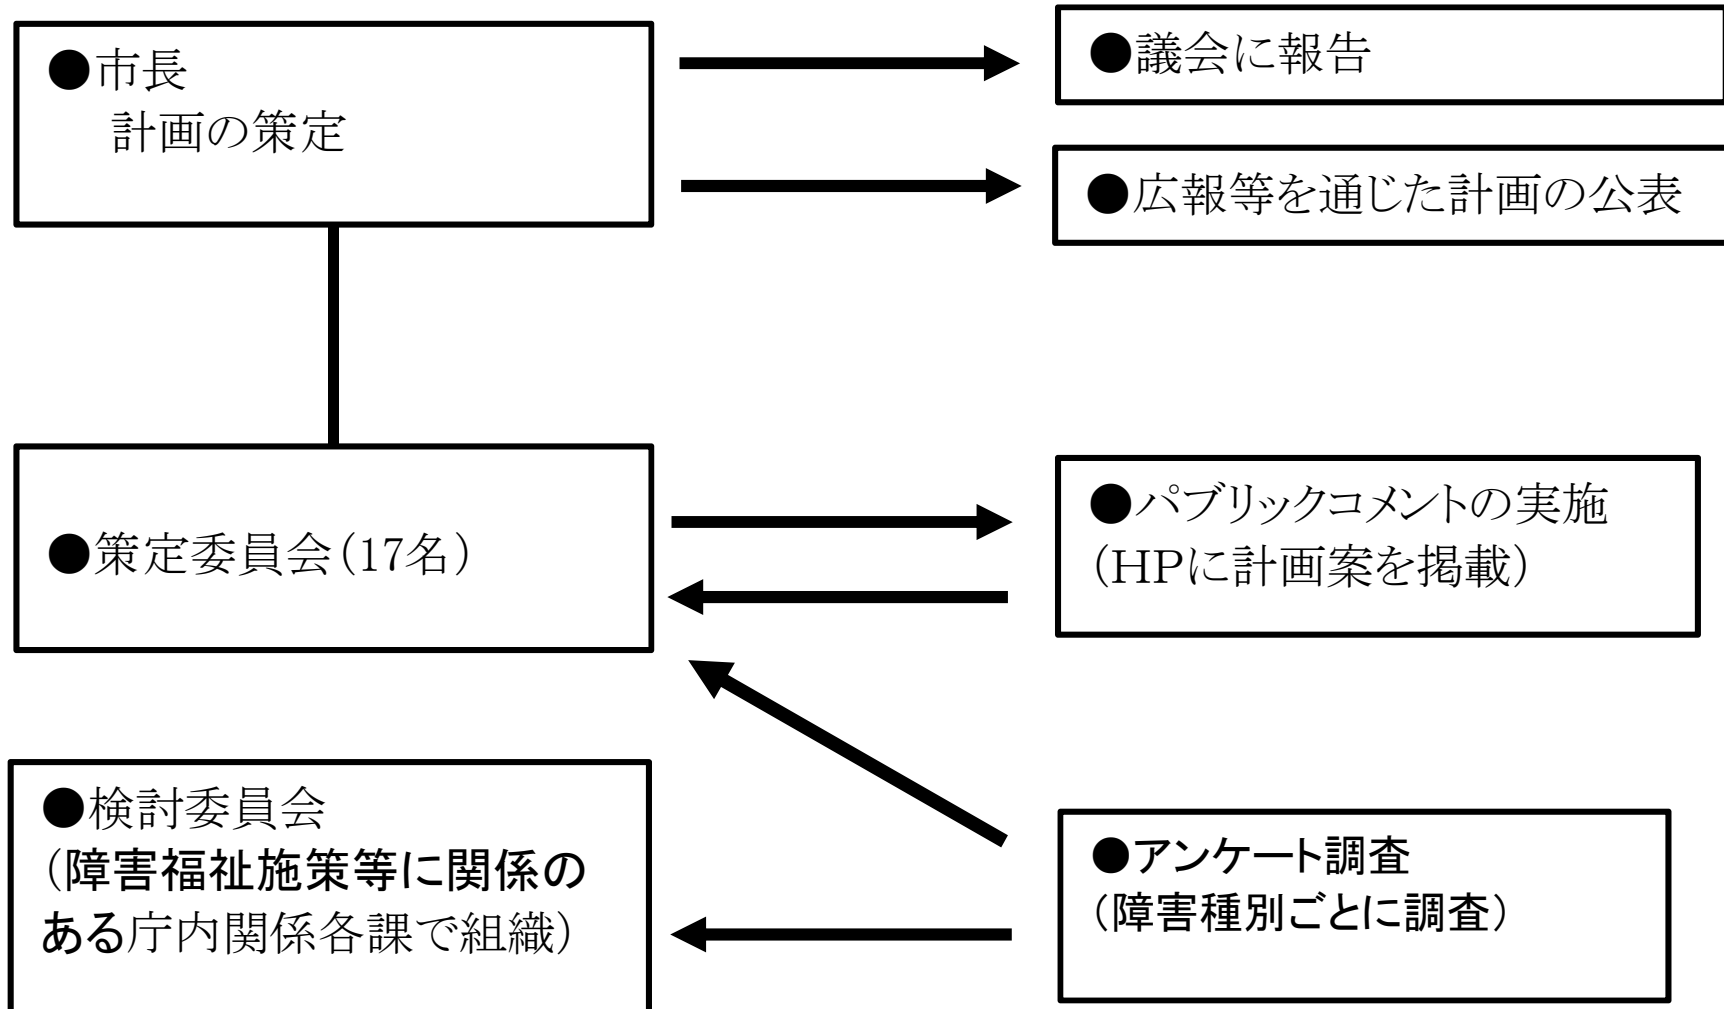 ●市長
計画の策定
●議会に報告
●広報等を通じた計画の公表
●策定委員会（17名）
●パブリックコメントの実施
（HPに計画案を掲載）
●検討委員会
（障害福祉施策等に関係の
ある庁内関係各課で組織）
●アンケート調査
（障害種別ごとに調査）